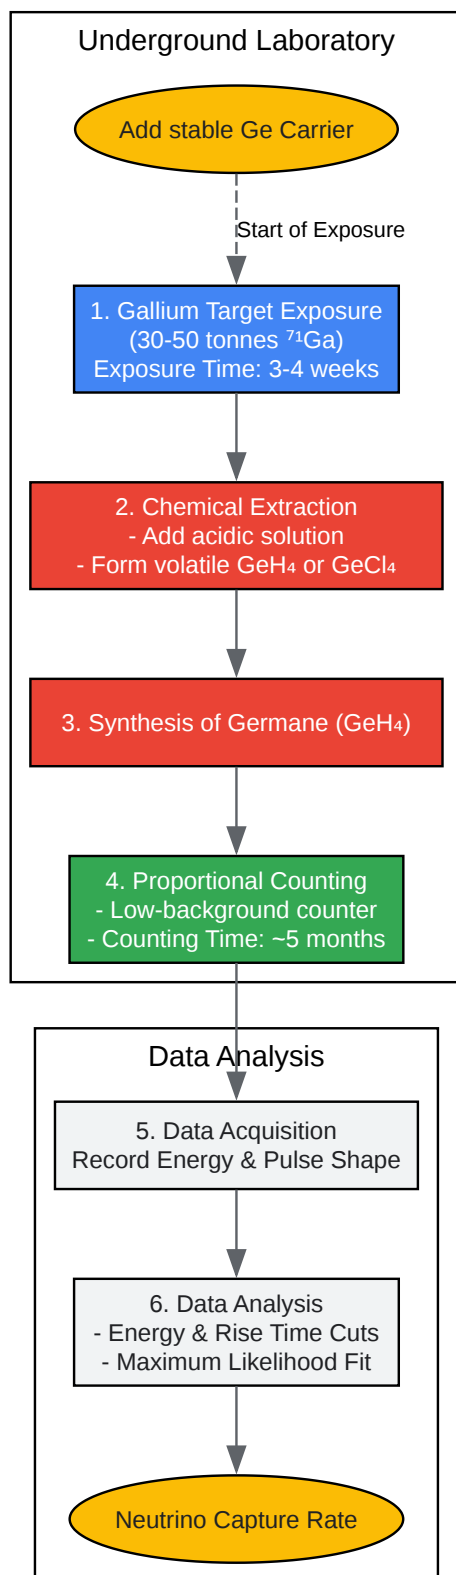 Underground Laboratory
Add stable Ge Carrier
Start of Exposure
1. Gallium Target Exposure
(30-50 tonnes ⁷¹Ga)
Exposure Time: 3-4 weeks
2. Chemical Extraction
- Add acidic solution
- Form volatile GeH₄ or GeCl₄
3. Synthesis of Germane (GeH₄)
4. Proportional Counting
- Low-background counter
- Counting Time: ~5 months
Data Analysis
5. Data Acquisition
Record Energy & Pulse Shape
6. Data Analysis
- Energy & Rise Time Cuts
- Maximum Likelihood Fit
Neutrino Capture Rate